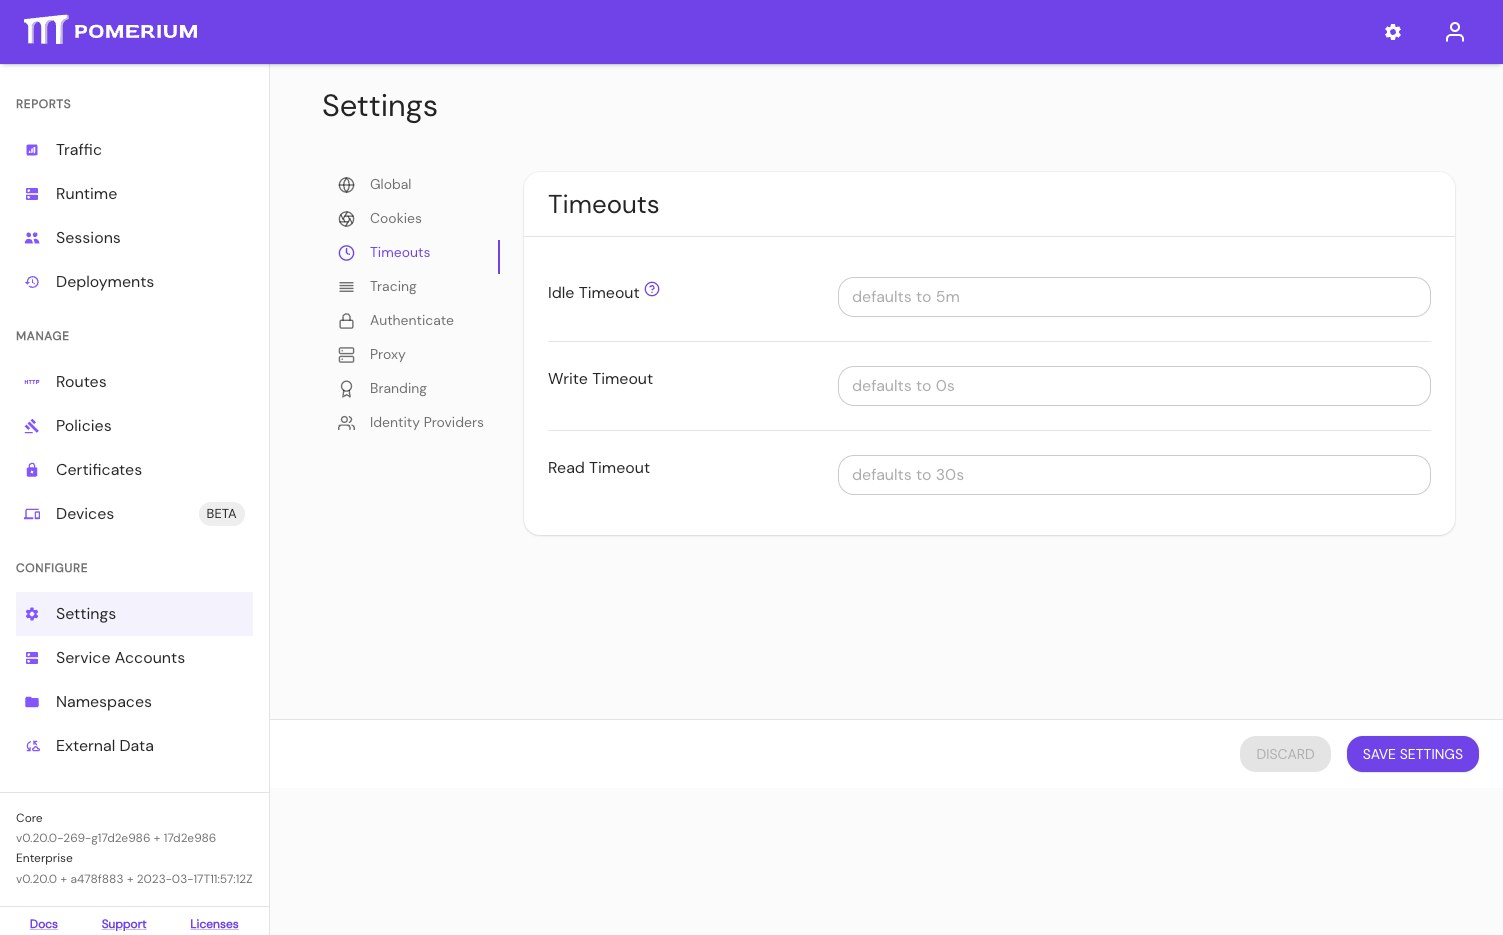 POMERIUM
REPORTS
Traffic
Runtime
Sessions
Deployments
MANAGE
HTTP
Routes
Policies
Certificates
Devices
BETA
CONFIGURE
Settings
Service Accounts
Namespaces
External Data
Core
v0.20.0-269-g17d2e986 + 17d2e986
Enterprise
v0.20.0 + a478f883 + 2023-03-17T11:57:12Z
Docs Support Licenses
Settings
Global
Cookies
Timeouts
Tracing
Authenticate
Proxy
Branding
Identity Providers
Timeouts
Idle Timeout ?
defaults to 5m
Write Timeout
defaults to 0s
Read Timeout
defaults to 30s
DISCARD
SAVE SETTINGS